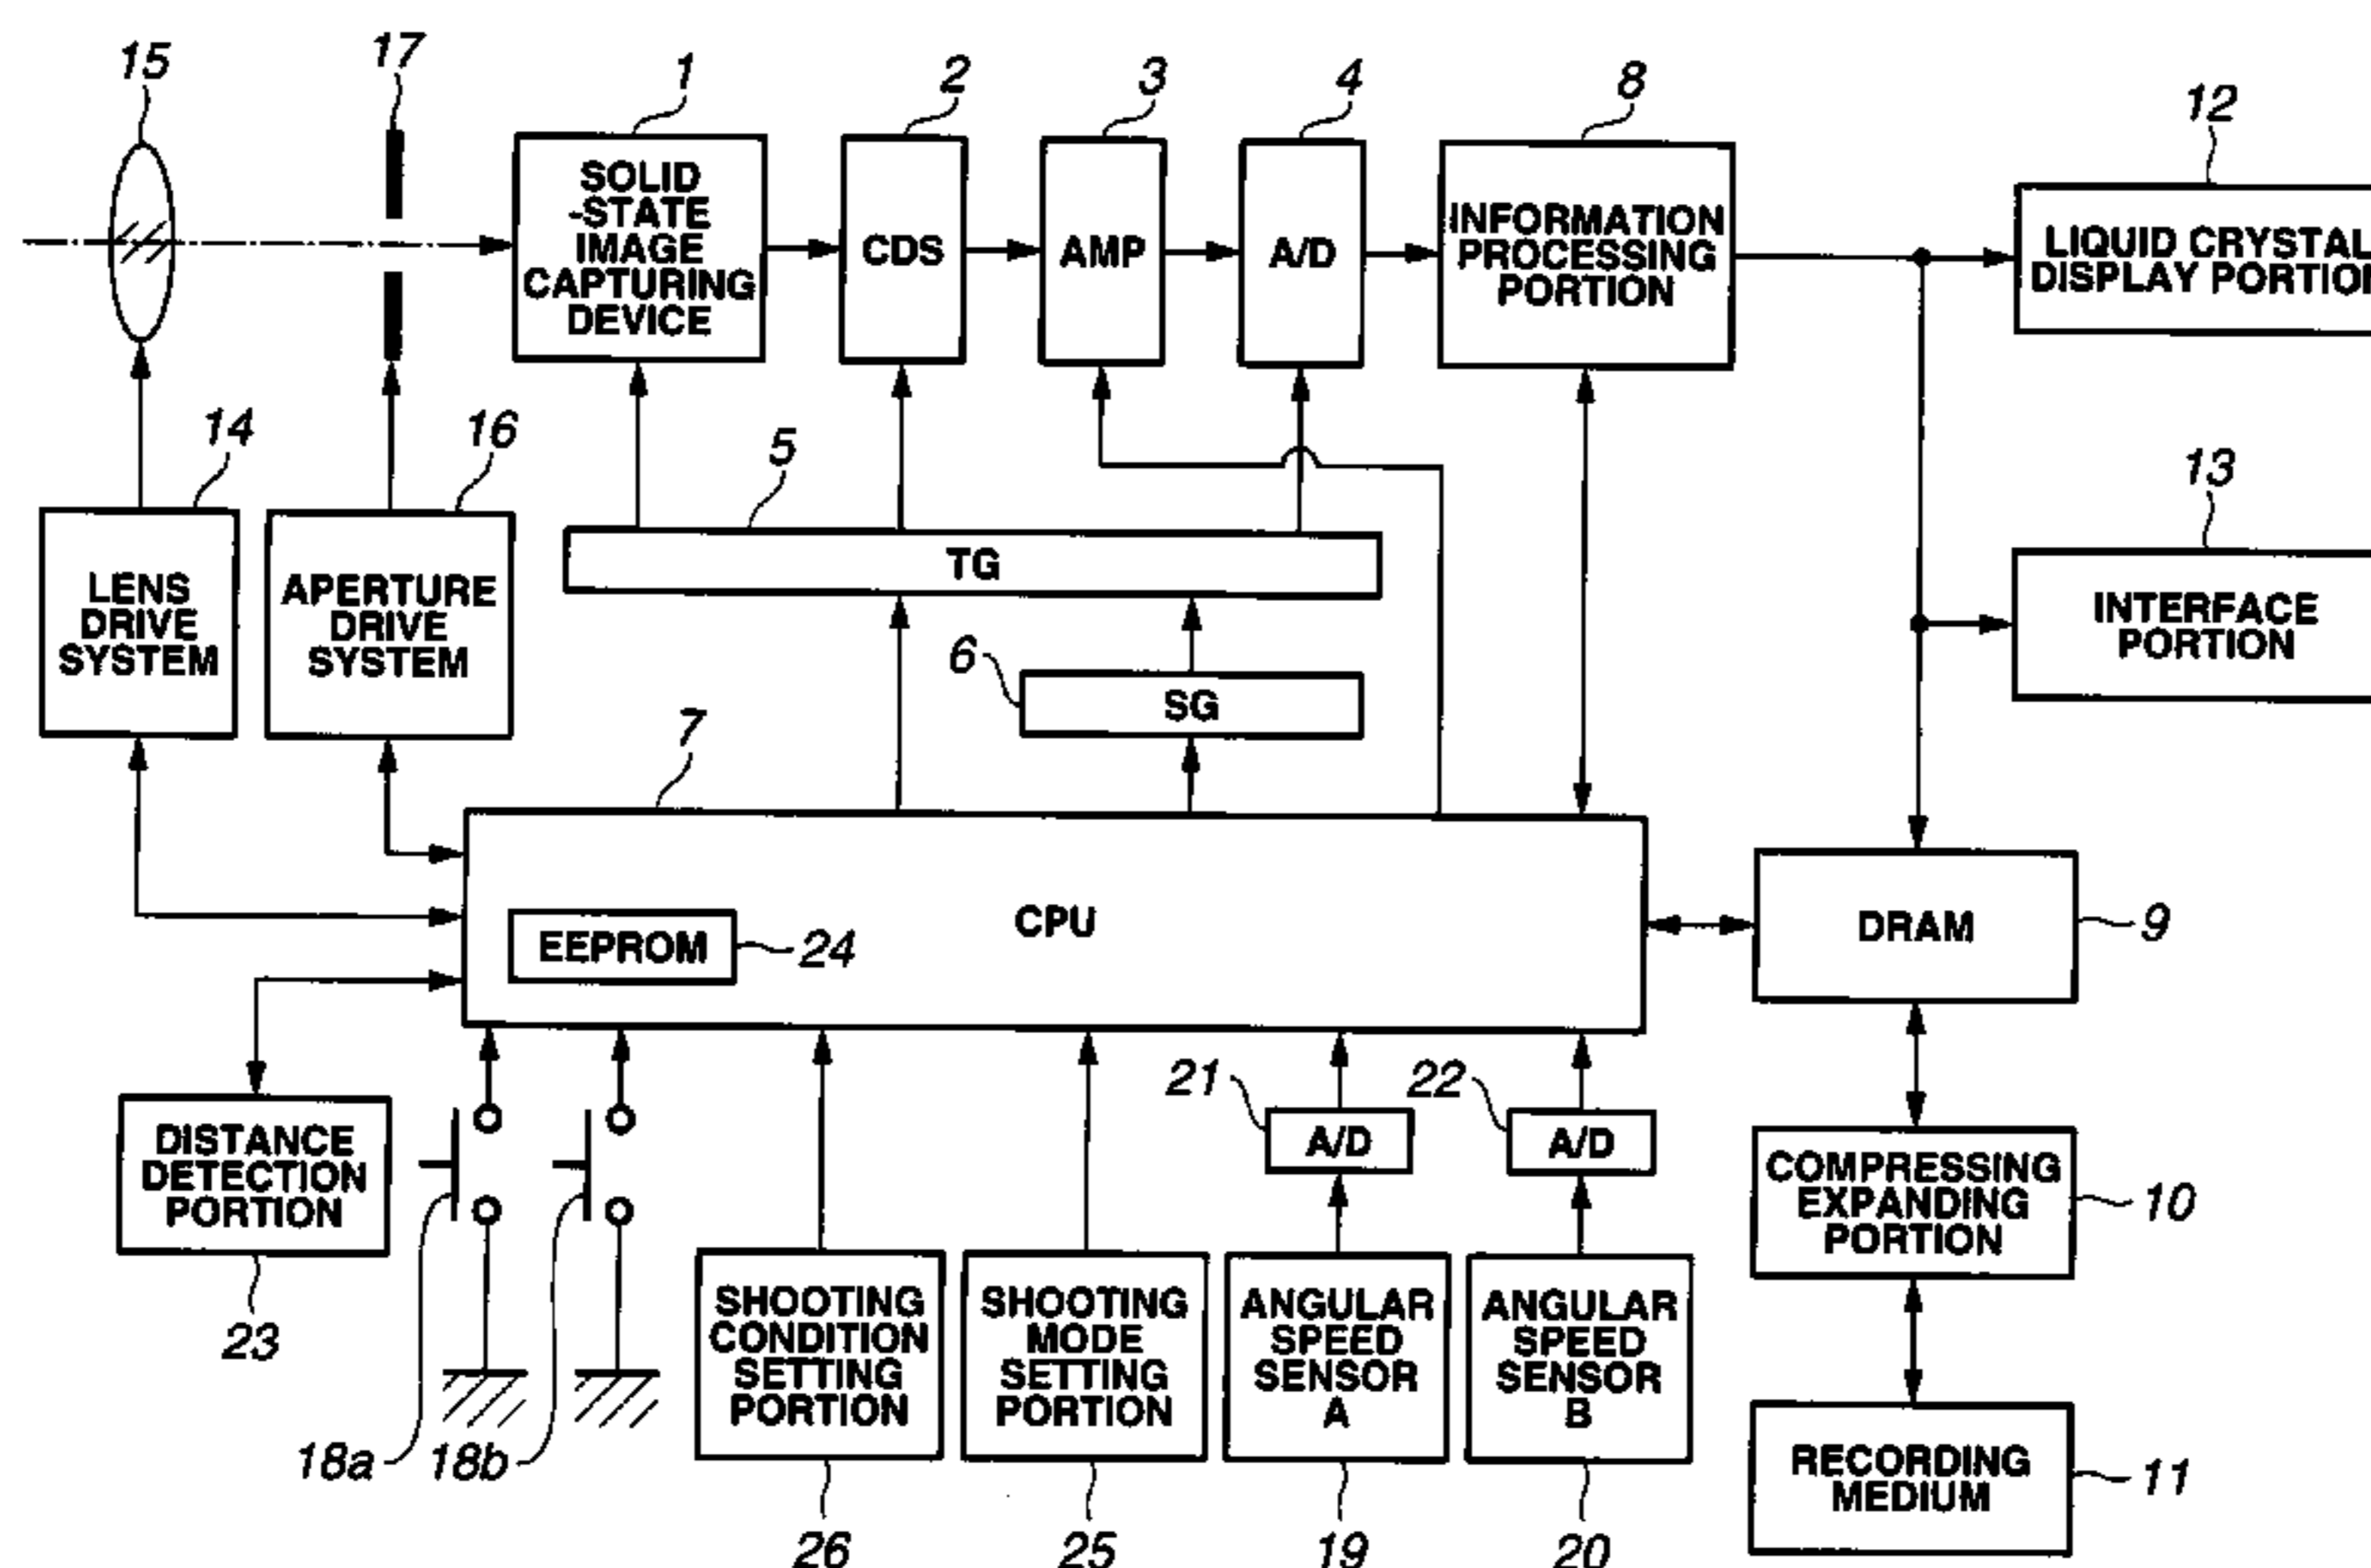 15
17
1
2
3
4
8
12
SOLID
-STATE
IMAGE
CAPTURING
DEVICE
CDS
AMP
A/D
INFORMATION
PROCESSING
PORTION
LIQUID CRYSTAL
DISPLAY PORTION
14
16
5
13
LENS
DRIVE
SYSTEM
APERTURE
DRIVE
SYSTEM
TG
INTERFACE
PORTION
6
SG
7
CPU
EEPROM
24
DRAM
9
21
22
DISTANCE
DETECTION
PORTION
A/D
A/D
COMPRESSING
EXPANDING
PORTION
10
23
18a
18b
SHOOTING
CONDITION
SETTING
PORTION
SHOOTING
MODE
SETTING
PORTION
ANGULAR
SPEED
SENSOR
A
ANGULAR
SPEED
SENSOR
B
RECORDING
MEDIUM
11
26
25
19
20